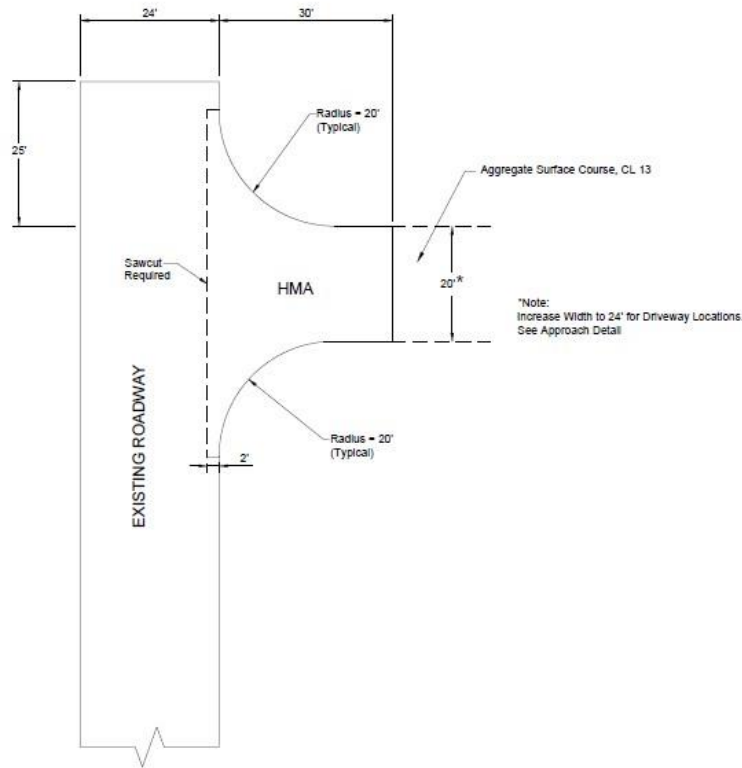 24'
30'
Radius = 20'
(Typical)
25'
Aggregate Surface Course, CL 13
Sawcut
Required
HMA
20'*
*Note:
Increase Width to 24' for Driveway Locations
See Approach Detail
EXISTING ROADWAY
Radius = 20'
(Typical)
2'